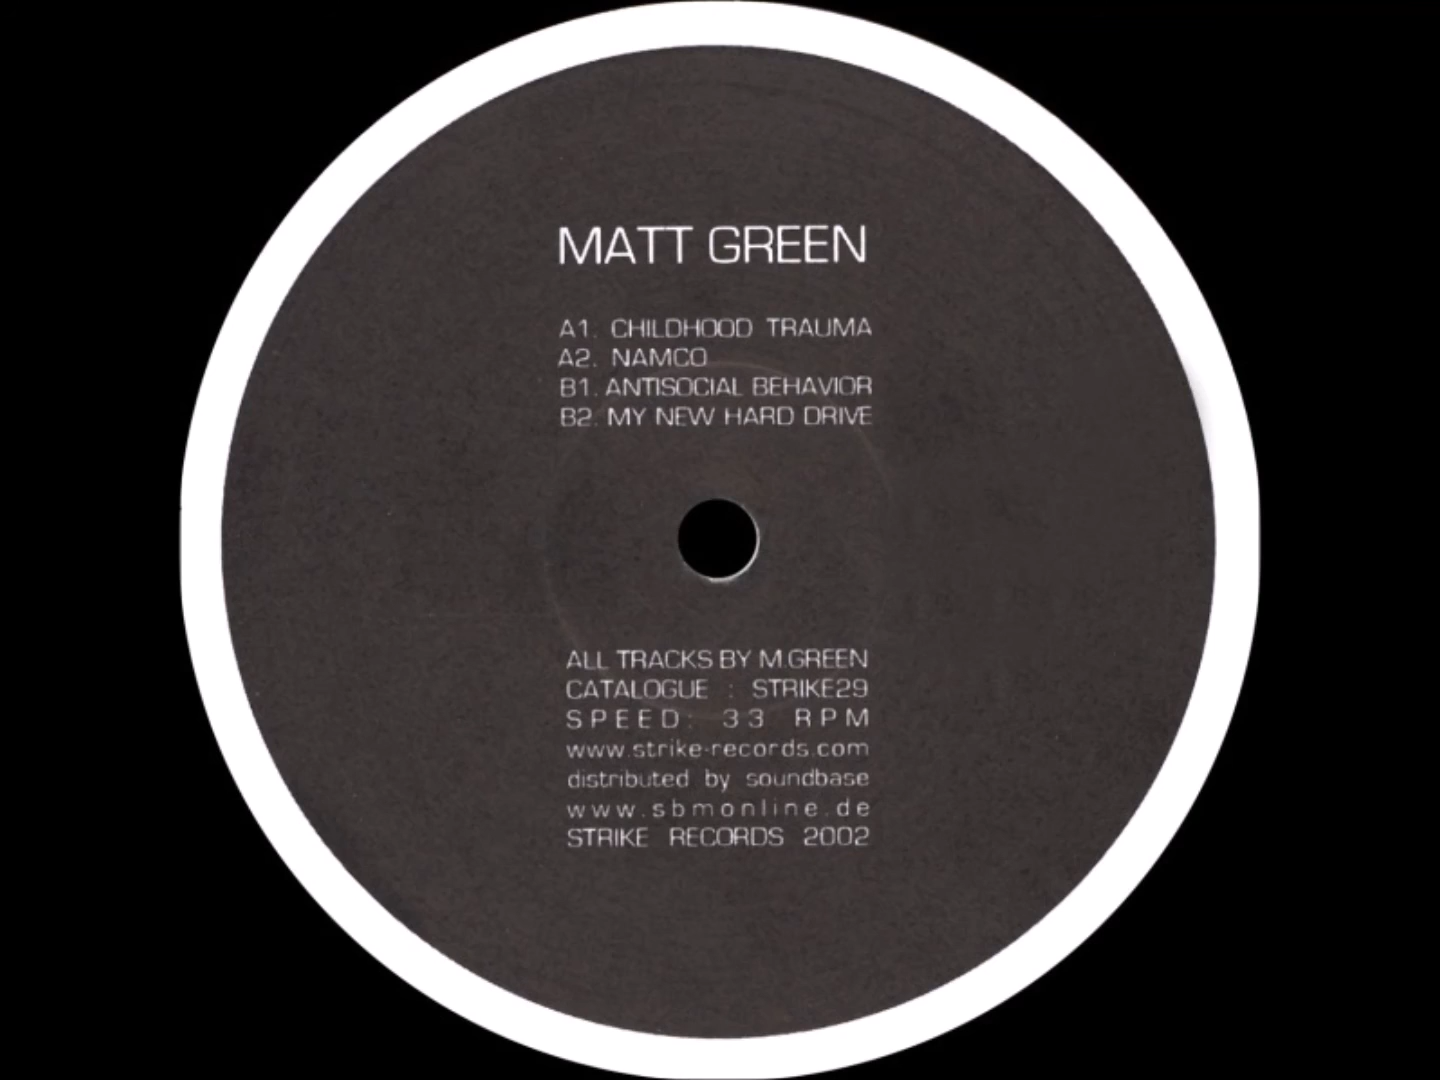 MATT GREEN
A1. CHILDHOOD TRAUMA
A2. NAMCO
B1. ANTISOCIAL BEHAVIOR
B2. MY NEW HARD DRIVE
ALL TRACKS BY M.GREEN
CATALOGUE : STRIKE29
SPEED: 33 RPM
www.strike-records.com
distributed by soundbase
www.sbmonline.de
STRIKE RECORDS 2002